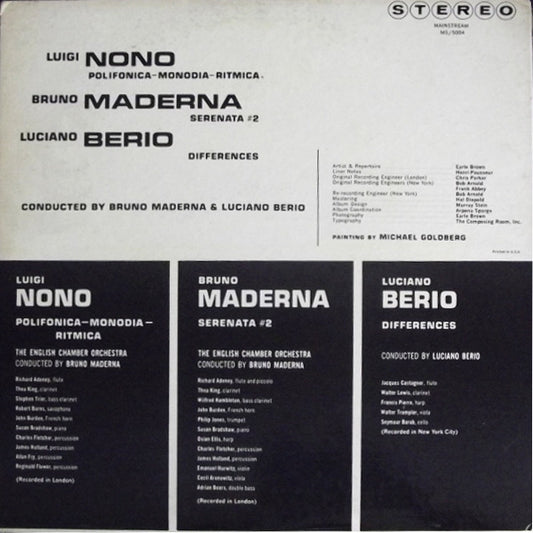 STEREO
MAINSTREAM
MS/5004
LUIGI NONO
POLIFONICA—MONODIA—RITMICA
BRUNO MADERNA
SERENATA #2
LUCIANO BERIO
DIFFERENCES
CONDUCTED BY BRUNO MADERNA & LUCIANO BERIO
Artist & Repertoire Earle Brown
Liner Notes Henri Pousseur
Original Recording Engineer (London) Chris Parker
Original Recording Engineers (New York) Bob Arnold
Frank Abbey
Re-recording Engineer (New York) Bob Arnold
Mastering Hal Diepold
Album Design Murray Stein
Album Coordination Arpena Spargo
Photography Earle Brown
Typography The Composing Room, Inc.
PAINTING BY MICHAEL GOLDBERG
Printed in U.S.A.
LUIGI
NONO
POLIFONICA—MONODIA—
RITMICA
THE ENGLISH CHAMBER ORCHESTRA
CONDUCTED BY BRUNO MADERNA
Richard Adeney, flute
Thea King, clarinet
Stephen Trier, bass clarinet
Robert Burns, saxophone
John Burden, French horn
Susan Bradshaw, piano
Charles Fletcher, percussion
James Holland, percussion
Allan Fry, percussion
Reginald Flower, percussion
(Recorded in London)
BRUNO
MADERNA
SERENATA #2
THE ENGLISH CHAMBER ORCHESTRA
CONDUCTED BY BRUNO MADERNA
Richard Adeney, flute and piccolo
Thea King, clarinet
Wilfred Hambleton, bass clarinet
John Burden, French horn
Philip Jones, trumpet
Susan Bradshaw, piano
Osian Ellis, harp
Charles Fletcher, percussion
James Holland, percussion
Emanuel Hurwitz, violin
Cecil Aronowitz, viola
Adrian Beers, double bass
(Recorded in London)
LUCIANO
BERIO
DIFFERENCES
CONDUCTED BY LUCIANO BERIO
Jacques Castagner, flute
Walter Lewis, clarinet
Francis Pierre, harp
Walter Trampler, viola
Seymour Barab, cello
(Recorded in New York City)